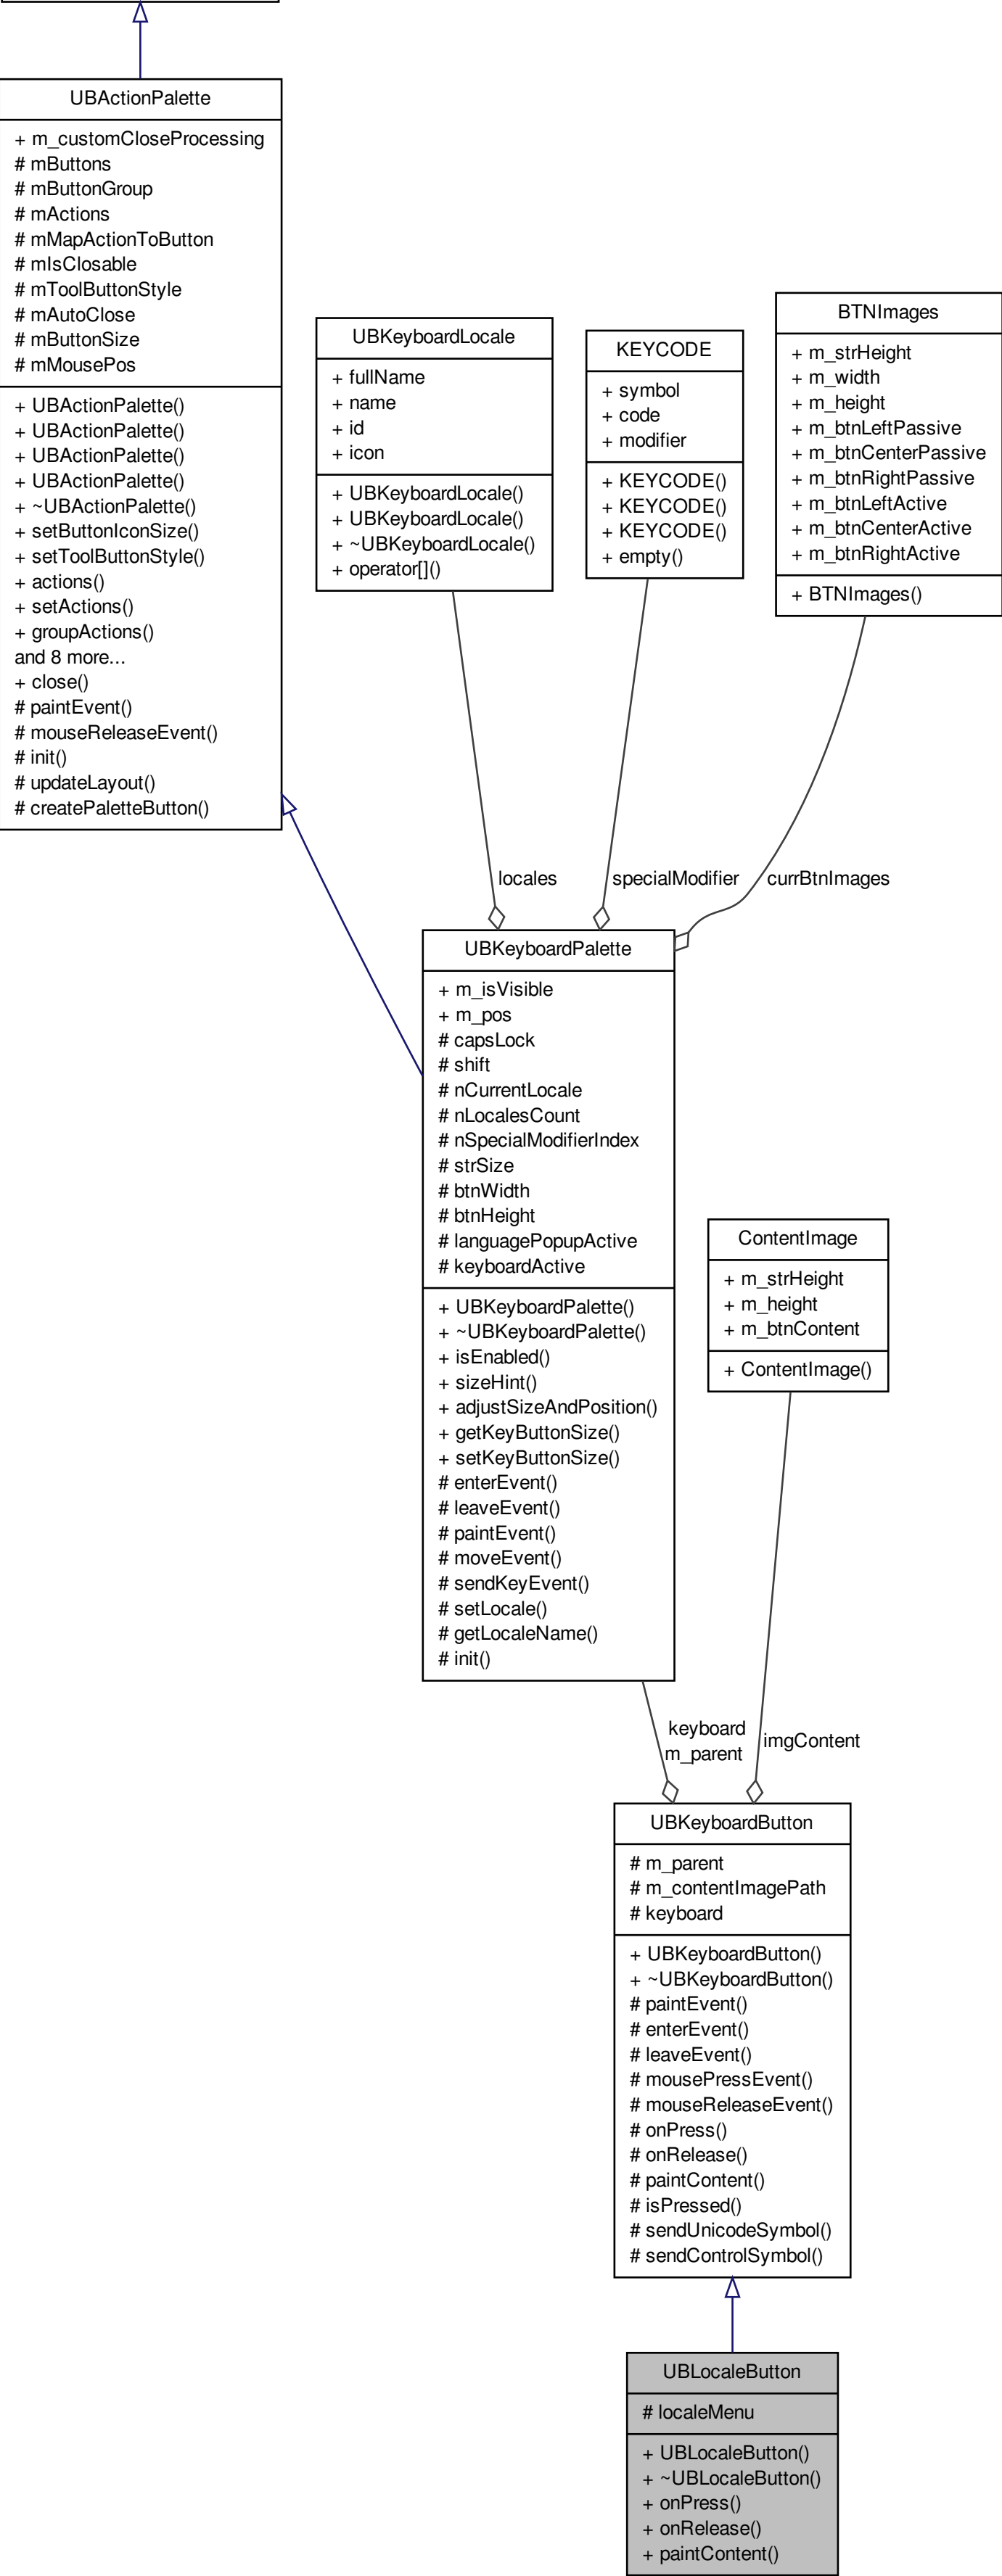 UBActionPalette
+ m_customCloseProcessing
# mButtons
# mButtonGroup
# mActions
# mMapActionToButton
# mIsClosable
# mToolButtonStyle
# mAutoClose
# mButtonSize
# mMousePos
+ UBActionPalette()
+ UBActionPalette()
+ UBActionPalette()
+ UBActionPalette()
+ ~UBActionPalette()
+ setButtonIconSize()
+ setToolButtonStyle()
+ actions()
+ setActions()
+ groupActions()
and 8 more...
+ close()
# paintEvent()
# mouseReleaseEvent()
# init()
# updateLayout()
# createPaletteButton()
UBKeyboardLocale
+ fullName
+ name
+ id
+ icon
+ UBKeyboardLocale()
+ UBKeyboardLocale()
+ ~UBKeyboardLocale()
+ operator[]()
KEYCODE
+ symbol
+ code
+ modifier
+ KEYCODE()
+ KEYCODE()
+ KEYCODE()
+ empty()
BTNImages
+ m_strHeight
+ m_width
+ m_height
+ m_btnLeftPassive
+ m_btnCenterPassive
+ m_btnRightPassive
+ m_btnLeftActive
+ m_btnCenterActive
+ m_btnRightActive
+ BTNImages()
locales
specialModifier
currBtnImages
UBKeyboardPalette
+ m_isVisible
+ m_pos
# capsLock
# shift
# nCurrentLocale
# nLocalesCount
# nSpecialModifierIndex
# strSize
# btnWidth
# btnHeight
# languagePopupActive
# keyboardActive
+ UBKeyboardPalette()
+ ~UBKeyboardPalette()
+ isEnabled()
+ sizeHint()
+ adjustSizeAndPosition()
+ getKeyButtonSize()
+ setKeyButtonSize()
# enterEvent()
# leaveEvent()
# paintEvent()
# moveEvent()
# sendKeyEvent()
# setLocale()
# getLocaleName()
# init()
ContentImage
+ m_strHeight
+ m_height
+ m_btnContent
+ ContentImage()
keyboard
m_parent
imgContent
UBKeyboardButton
# m_parent
# m_contentImagePath
# keyboard
+ UBKeyboardButton()
+ ~UBKeyboardButton()
# paintEvent()
# enterEvent()
# leaveEvent()
# mousePressEvent()
# mouseReleaseEvent()
# onPress()
# onRelease()
# paintContent()
# isPressed()
# sendUnicodeSymbol()
# sendControlSymbol()
UBLocaleButton
# localeMenu
+ UBLocaleButton()
+ ~UBLocaleButton()
+ onPress()
+ onRelease()
+ paintContent()